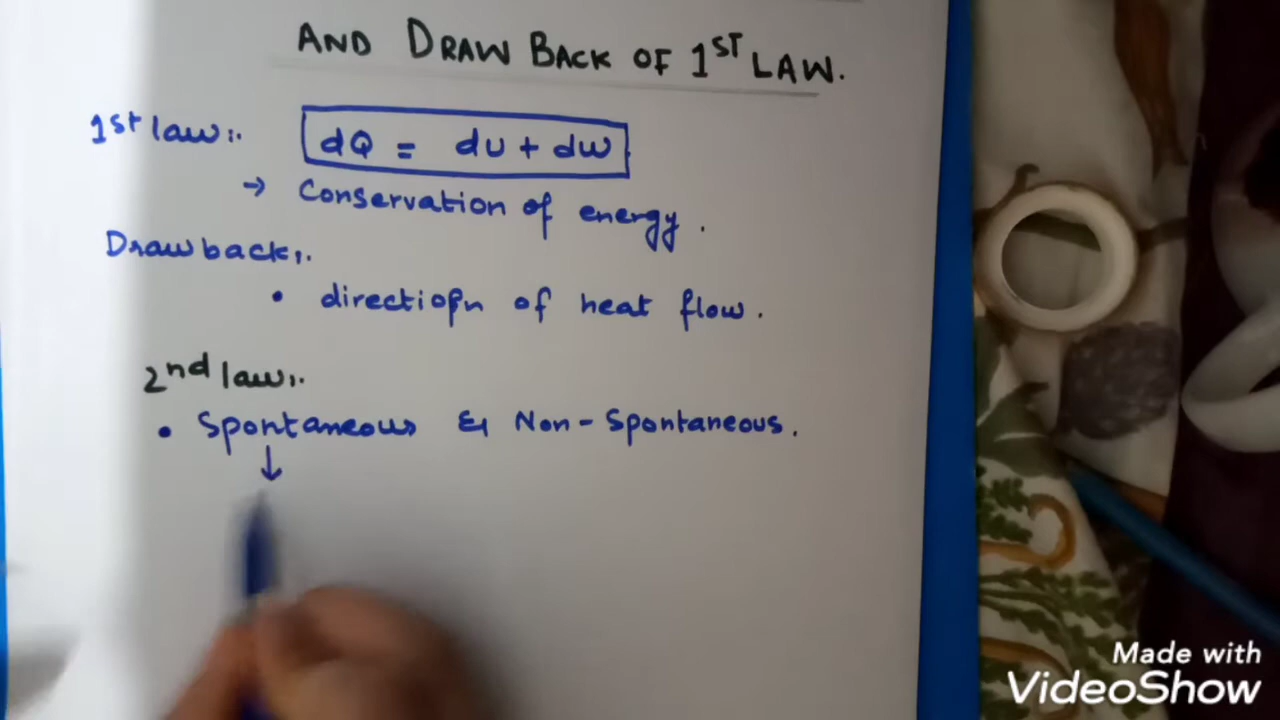 AND DRAW BACK OF 1ST LAW.
1st law:. dQ = dU + dW
→ Conservation of energy.
Drawback:.
• directiofn of heat flow.
2nd law:.
• Spontaneous & Non-Spontaneous.
↓
Made with
VideoShow